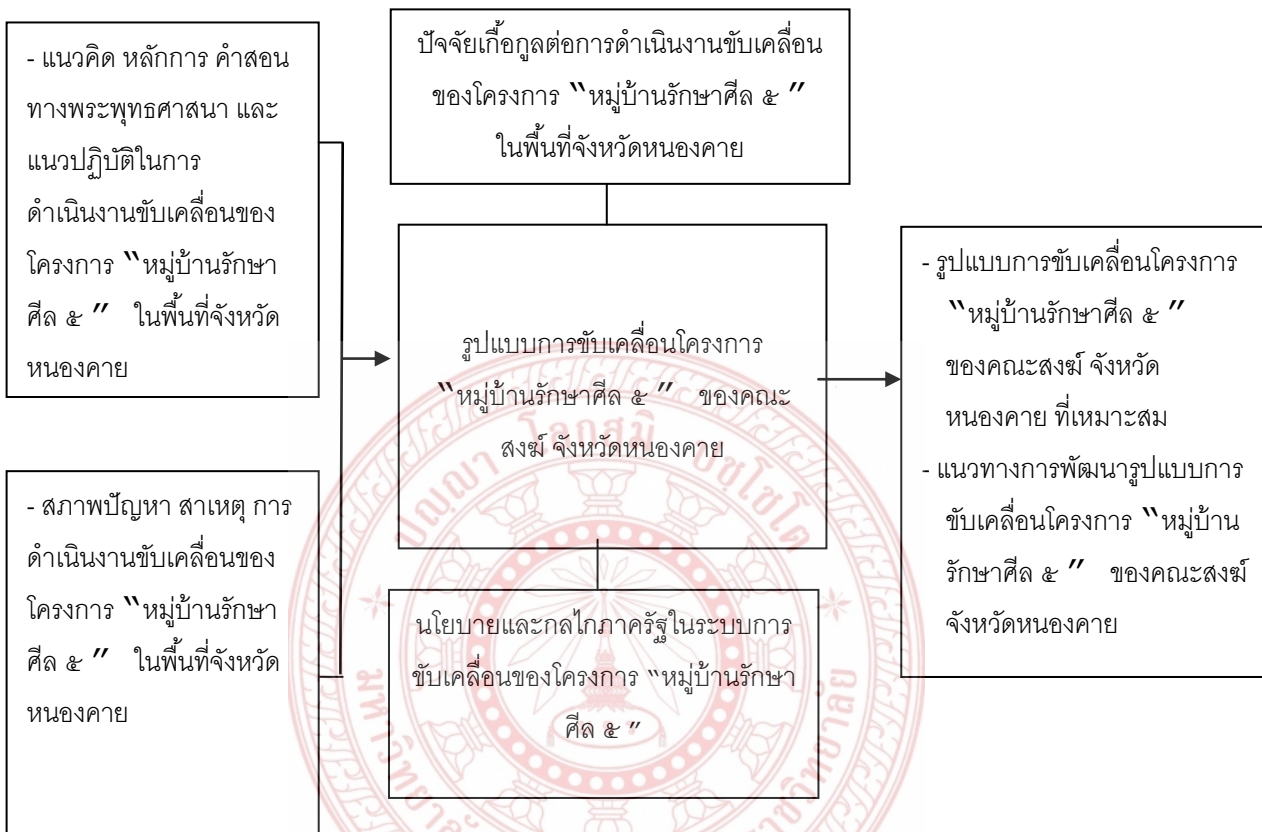 - แนวคิด หลักการ คำสอน
ทางพระพุทธศาสนา และ
แนวปฏิบัติในการ
ดำเนินงานขับเคลื่อนของ
โครงการ “หมู่บ้านรักษา
ศีล ๕ ” ในพื้นที่จังหวัด
หนองคาย
- สภาพปัญหา สาเหตุ การ
ดำเนินงานขับเคลื่อนของ
โครงการ “หมู่บ้านรักษา
ศีล ๕ ” ในพื้นที่จังหวัด
หนองคาย
ปัจจัยเกื้อกูลต่อการดำเนินงานขับเคลื่อน
ของโครงการ “หมู่บ้านรักษาศีล ๕ ”
ในพื้นที่จังหวัดหนองคาย
รูปแบบการขับเคลื่อนโครงการ
“หมู่บ้านรักษาศีล ๕ ” ของคณะ
สงฆ์ จังหวัดหนองคาย
นโยบายและกลไกภาครัฐในระบบการ
ขับเคลื่อนของโครงการ “หมู่บ้านรักษา
ศีล ๕ ”
- รูปแบบการขับเคลื่อนโครงการ
“หมู่บ้านรักษาศีล ๕ ”
ของคณะสงฆ์ จังหวัด
หนองคาย ที่เหมาะสม
- แนวทางการพัฒนารูปแบบการ
ขับเคลื่อนโครงการ “หมู่บ้าน
รักษาศีล ๕ ” ของคณะสงฆ์
จังหวัดหนองคาย
ปญฺญา โลกสฺมิ ปชฺโชโต